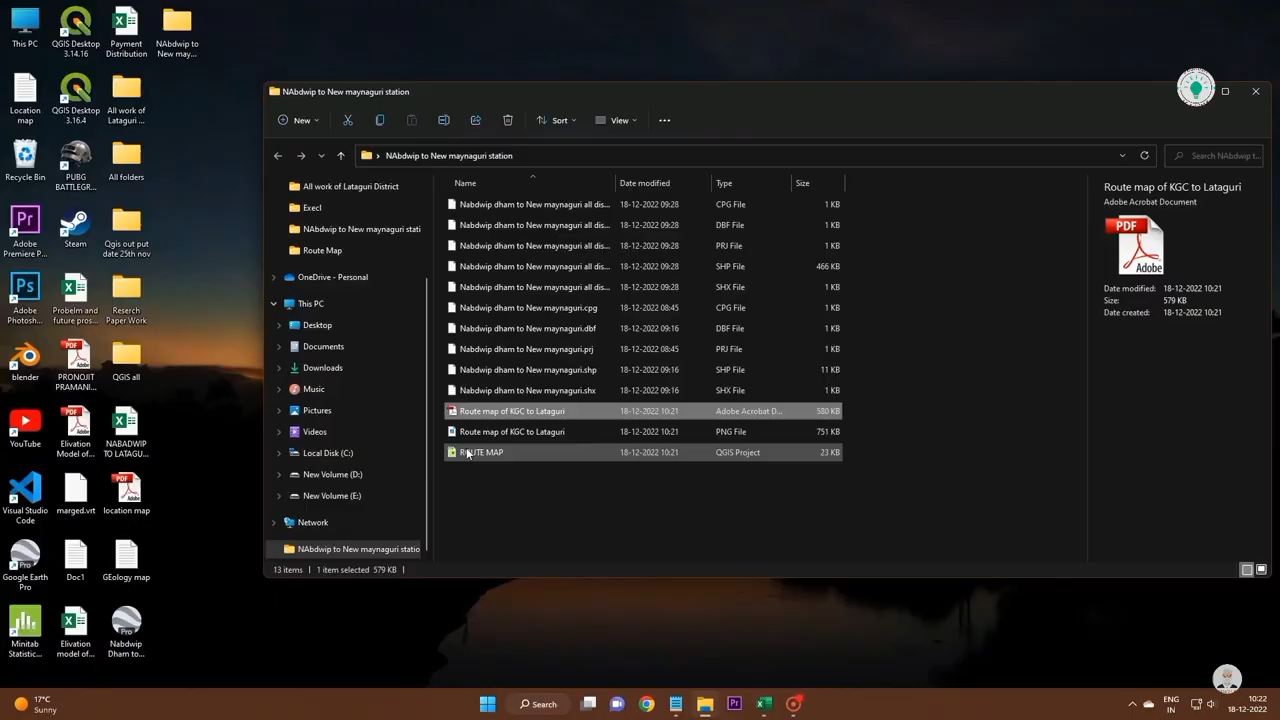 This PC
QGIS Desktop
3.14.16
Payment
Distribution
NAbdwip to
New may...
Location
map
QGIS Desktop
3.16.4
All work of
Lataguri ...
Recycle Bin
PUBG
BATTLEGR...
All folders
Adobe
Premiere P...
Steam
Qgis out put
date 25th nov
Adobe
Photosh...
Probelm and
future pros...
Reserch
Paper Work
blender
PRONOJIT
PRAMANI...
QGIS all
YouTube
Elivation
Model of...
NABADWIP
TO LATAGU...
Visual Studio
Code
marged.vrt
location map
Google Earth
Pro
Doc1
GEology map
Minitab
Statistic...
Elivation
model of...
Nabdwip
Dham to...
NAbdwip to New maynaguri station
New
Sort
View
NAbdwip to New maynaguri station
Search NAbdwip t...
All work of Lataguri District
Execl
NAbdwip to New maynaguri stati
Route Map
OneDrive - Personal
This PC
Desktop
Documents
Downloads
Music
Pictures
Videos
Local Disk (C:)
New Volume (D:)
New Volume (E:)
Network
NAbdwip to New maynaguri statio
Name Date modified Type Size
Nabdwip dham to New maynaguri all dis... 18-12-2022 09:28 CPG File 1 KB
Nabdwip dham to New maynaguri all dis... 18-12-2022 09:28 DBF File 1 KB
Nabdwip dham to New maynaguri all dis... 18-12-2022 09:28 PRJ File 1 KB
Nabdwip dham to New maynaguri all dis... 18-12-2022 09:28 SHP File 466 KB
Nabdwip dham to New maynaguri all dis... 18-12-2022 09:28 SHX File 1 KB
Nabdwip dham to New maynaguri.cpg 18-12-2022 08:45 CPG File 1 KB
Nabdwip dham to New maynaguri.dbf 18-12-2022 09:16 DBF File 1 KB
Nabdwip dham to New maynaguri.prj 18-12-2022 08:45 PRJ File 1 KB
Nabdwip dham to New maynaguri.shp 18-12-2022 09:16 SHP File 11 KB
Nabdwip dham to New maynaguri.shx 18-12-2022 09:16 SHX File 1 KB
Route map of KGC to Lataguri 18-12-2022 10:21 Adobe Acrobat D... 580 KB
Route map of KGC to Lataguri 18-12-2022 10:21 PNG File 751 KB
ROUTE MAP 18-12-2022 10:21 QGIS Project 23 KB
Route map of KGC to Lataguri
Adobe Acrobat Document
PDF
Adobe
Date modified: 18-12-2022 10:21
Size: 579 KB
Date created: 18-12-2022 10:21
13 items 1 item selected 579 KB
17°C
Sunny
Search
ENG
IN
10:22
18-12-2022